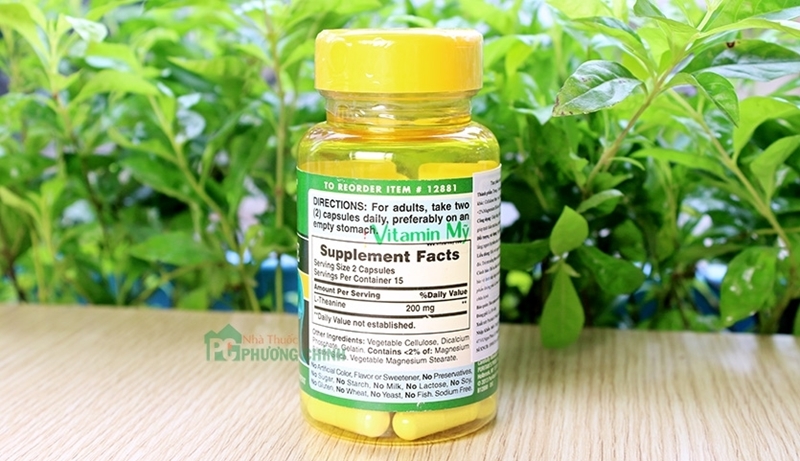 TO REORDER ITEM # 12881
DIRECTIONS: For adults, take two
(2) capsules daily, preferably on an
empty stomach.
Vitamin Mỹ
Supplement Facts
Serving Size 2 Capsules
Servings Per Container 15
Amount Per Serving %Daily Value
L-Theanine 200 mg **
**Daily Value not established.
Other Ingredients: Vegetable Cellulose, Dicalcium
Phosphate, Gelatin. Contains <2% of: Magnesium
Vegetable Magnesium Stearate.
No Artificial Color, Flavor or Sweetener, No Preservatives,
No Sugar, No Starch, No Milk, No Lactose, No Soy,
No Gluten, No Wheat, No Yeast, No Fish. Sodium Free.
Nhà Thuốc
PG PHƯƠNG CHINH